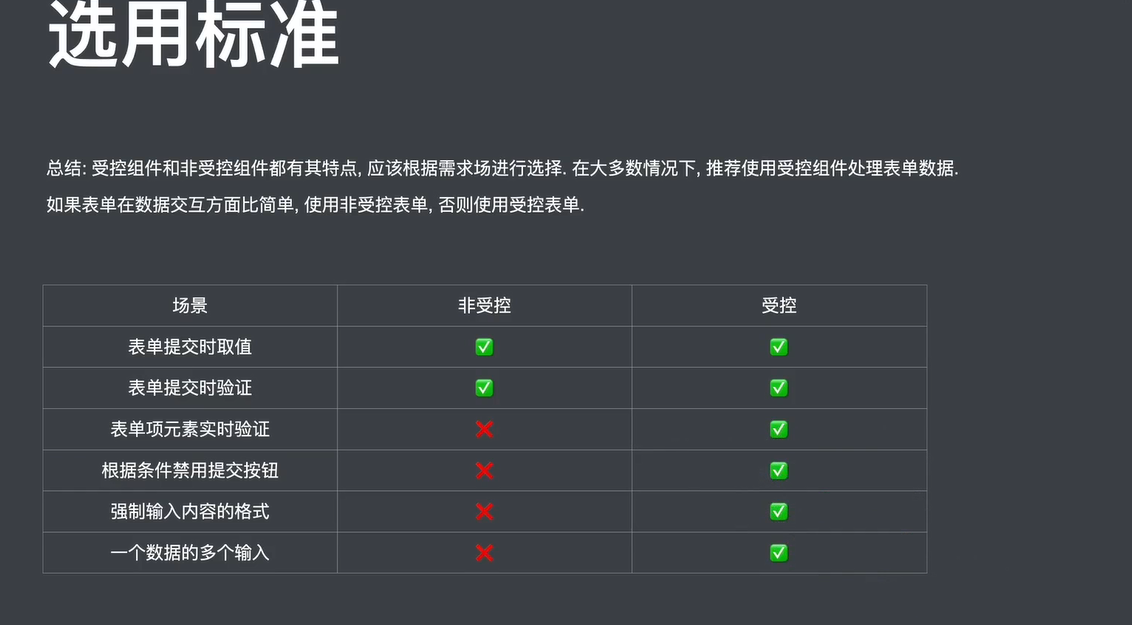 选用标准
总结: 受控组件和非受控组件都有其特点, 应该根据需求场进行选择. 在大多数情况下, 推荐使用受控组件处理表单数据.
如果表单在数据交互方面比简单, 使用非受控表单, 否则使用受控表单.
场景 非受控 受控
表单提交时取值 ✅ ✅
表单提交时验证 ✅ ✅
表单项元素实时验证 ❌ ✅
根据条件禁用提交按钮 ❌ ✅
强制输入内容的格式 ❌ ✅
一个数据的多个输入 ❌ ✅